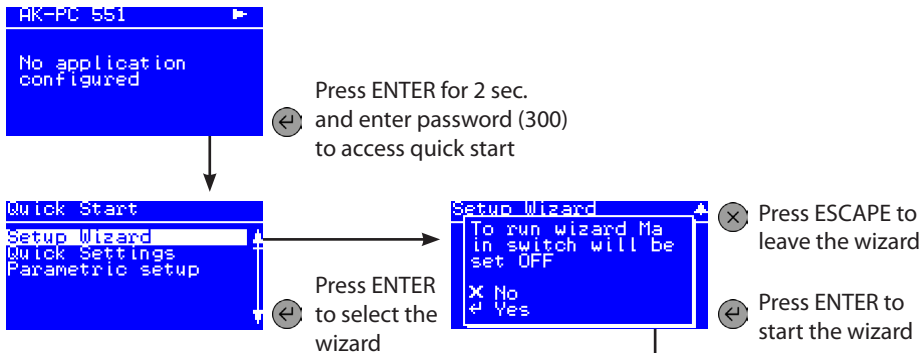 AK-PC 551
No application
configured
Press ENTER for 2 sec.
and enter password (300)
to access quick start
Quick Start
Setup Wizard
Quick Settings
Parametric setup
Press ENTER
to select the
wizard
Setup Wizard
To run wizard Ma
in switch will be
set OFF
X No
↵ Yes
Press ESCAPE to
leave the wizard
Press ENTER to
start the wizard